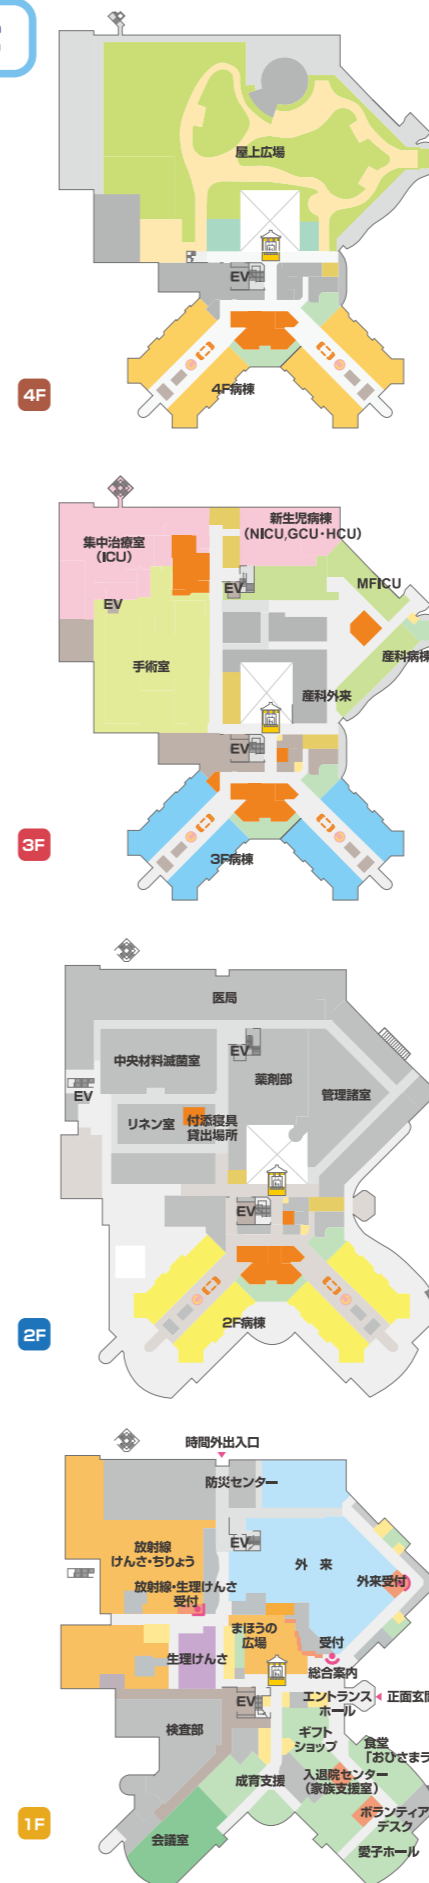 屋上広場
EV
4F病棟
4F
新生児病棟
(NICU,GCU・HCU)
集中治療室
(ICU)
EV
MFICU
EV
産科病棟
手術室
産科外来
EV
3F
3F病棟
医局
EV
中央材料滅菌室
薬剤部
EV
管理諸室
リネン室
付添寝具
貸出場所
EV
2F病棟
2F
時間外出入口
防災センター
EV
放射線
けんさ・ちりょう
外 来
外来受付
放射線・生理けんさ
受付
まほうの
広場
受付
生理けんさ
総合案内
EV
エントランス
ホール
正面玄関
検査部
ギフト
ショップ
食堂
「おひさまラ
成育支援
入退院センター
(家族支援室)
ボランティア
デスク
会議室
愛子ホール
1F